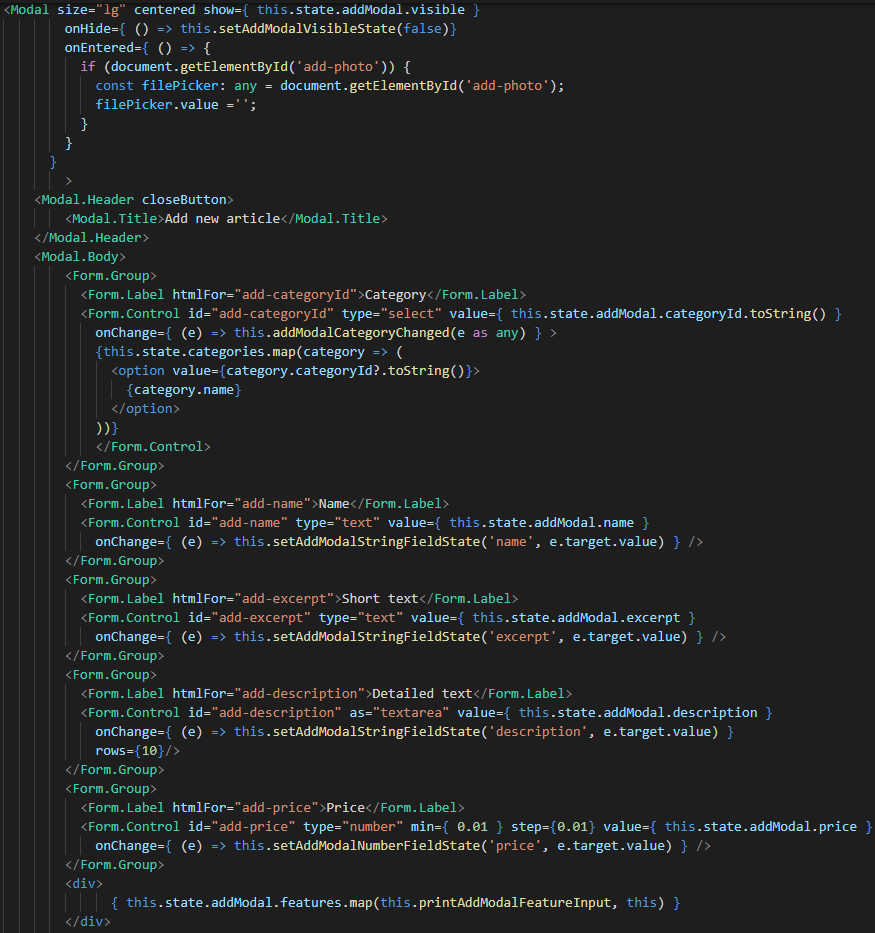 <Modal size="lg" centered show={ this.state.addModal.visible }
onHide={ () => this.setAddModalVisibleState(false)}
onEntered={ () => {
if (document.getElementById('add-photo')) {
const filePicker: any = document.getElementById('add-photo');
filePicker.value ='';
}
}
}
>
<Modal.Header closeButton>
<Modal.Title>Add new article</Modal.Title>
</Modal.Header>
<Modal.Body>
<Form.Group>
<Form.Label htmlFor="add-categoryId">Category</Form.Label>
<Form.Control id="add-categoryId" type="select" value={ this.state.addModal.categoryId.toString() }
onChange={ (e) => this.addModalCategoryChanged(e as any) } >
{this.state.categories.map(category => (
<option value={category.categoryId?.toString()}>
{category.name}
</option>
))}
</Form.Control>
</Form.Group>
<Form.Group>
<Form.Label htmlFor="add-name">Name</Form.Label>
<Form.Control id="add-name" type="text" value={ this.state.addModal.name }
onChange={ (e) => this.setAddModalStringFieldState('name', e.target.value) } />
</Form.Group>
<Form.Group>
<Form.Label htmlFor="add-excerpt">Short text</Form.Label>
<Form.Control id="add-excerpt" type="text" value={ this.state.addModal.excerpt }
onChange={ (e) => this.setAddModalStringFieldState('excerpt', e.target.value) } />
</Form.Group>
<Form.Group>
<Form.Label htmlFor="add-description">Detailed text</Form.Label>
<Form.Control id="add-description" as="textarea" value={ this.state.addModal.description }
onChange={ (e) => this.setAddModalStringFieldState('description', e.target.value) }
rows={10}/>
</Form.Group>
<Form.Group>
<Form.Label htmlFor="add-price">Price</Form.Label>
<Form.Control id="add-price" type="number" min={ 0.01 } step={0.01} value={ this.state.addModal.price }
onChange={ (e) => this.setAddModalNumberFieldState('price', e.target.value) } />
</Form.Group>
<div>
{ this.state.addModal.features.map(this.printAddModalFeatureInput, this) }
</div>